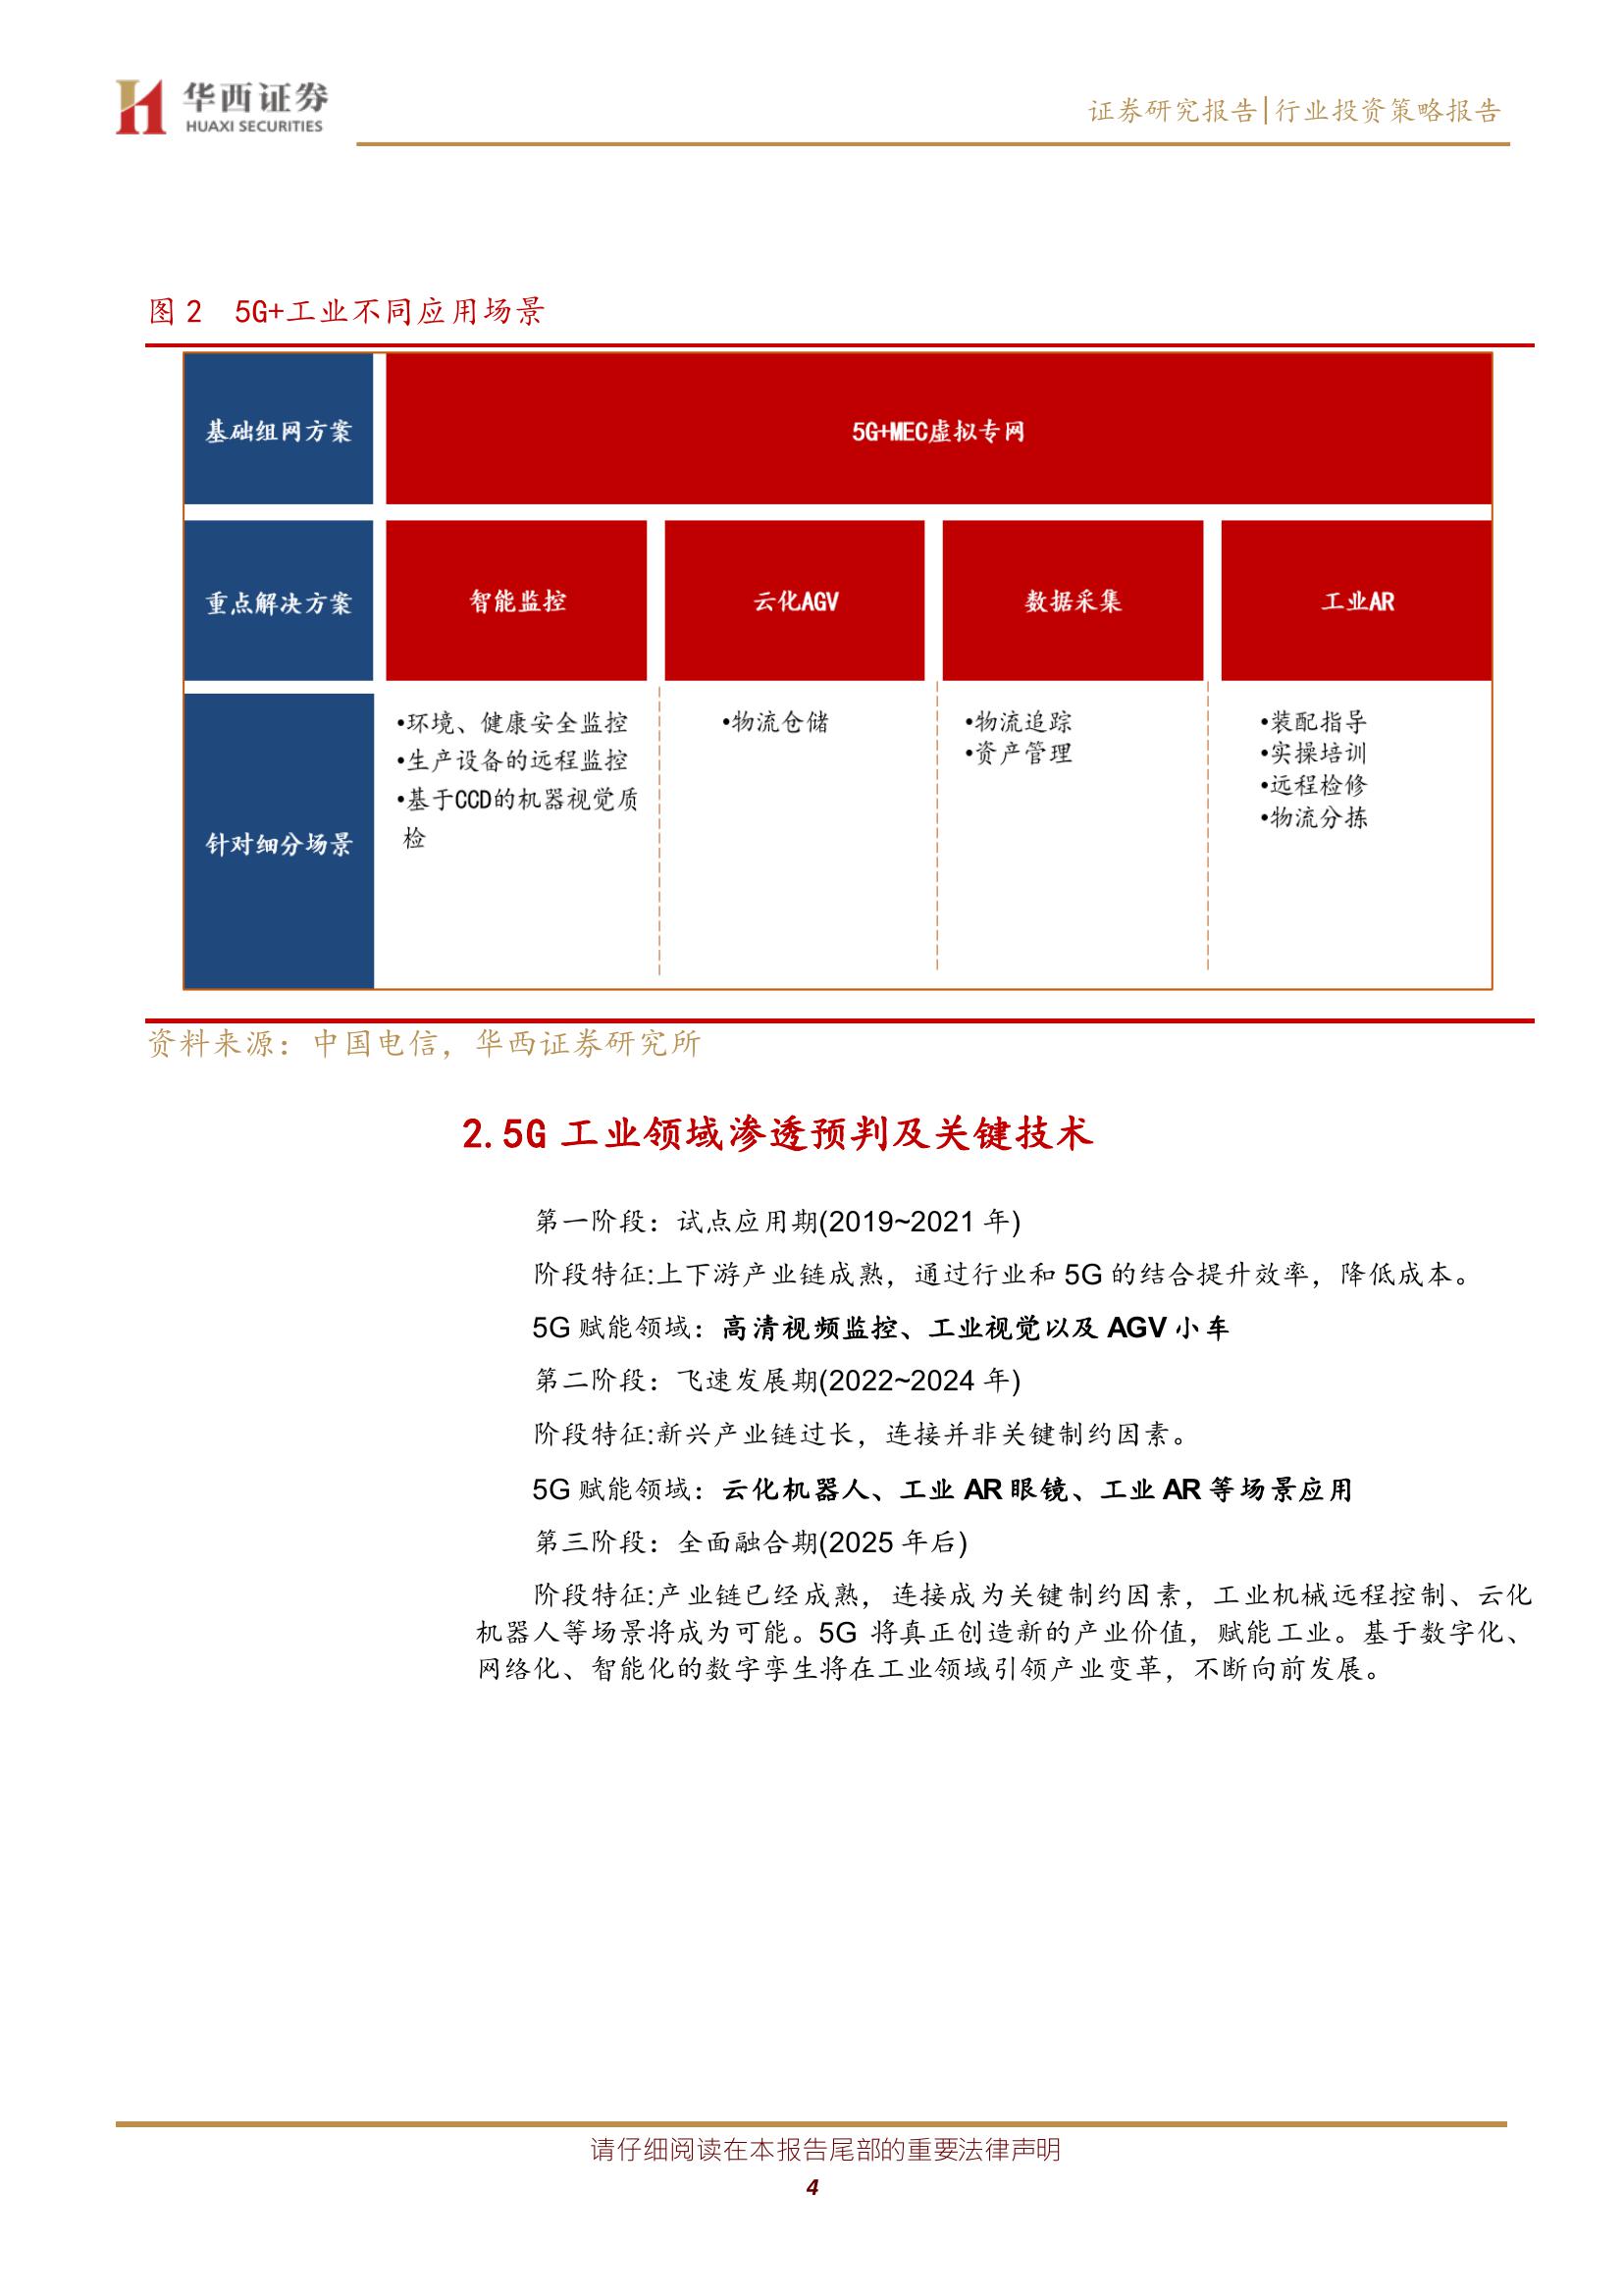 华西证券
HUAXI SECURITIES
证券研究报告|行业投资策略报告
图 2 5G+工业不同应用场景
基础组网方案
5G+MEC虚拟专网
重点解决方案
智能监控
云化AGV
数据采集
工业AR
针对细分场景
•环境、健康安全监控
•生产设备的远程监控
•基于CCD的机器视觉质
检
•物流仓储
•物流追踪
•资产管理
•装配指导
•实操培训
•远程检修
•物流分拣
资料来源：中国电信，华西证券研究所
2.5G 工业领域渗透预判及关键技术
第一阶段：试点应用期(2019~2021 年)
阶段特征:上下游产业链成熟，通过行业和 5G 的结合提升效率，降低成本。
5G 赋能领域：高清视频监控、工业视觉以及 AGV 小车
第二阶段：飞速发展期(2022~2024 年)
阶段特征:新兴产业链过长，连接并非关键制约因素。
5G 赋能领域：云化机器人、工业 AR 眼镜、工业 AR 等场景应用
第三阶段：全面融合期(2025 年后)
阶段特征:产业链已经成熟，连接成为关键制约因素，工业机械远程控制、云化
机器人等场景将成为可能。5G 将真正创造新的产业价值，赋能工业。基于数字化、
网络化、智能化的数字孪生将在工业领域引领产业变革，不断向前发展。
请仔细阅读在本报告尾部的重要法律声明
4